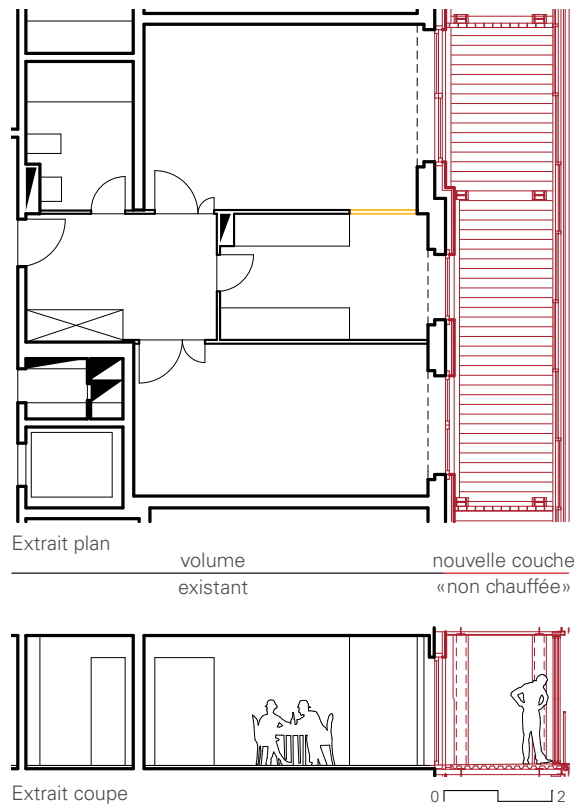 Extrait plan
volume nouvelle couche
existant «non chauffée»
Extrait coupe
0 2